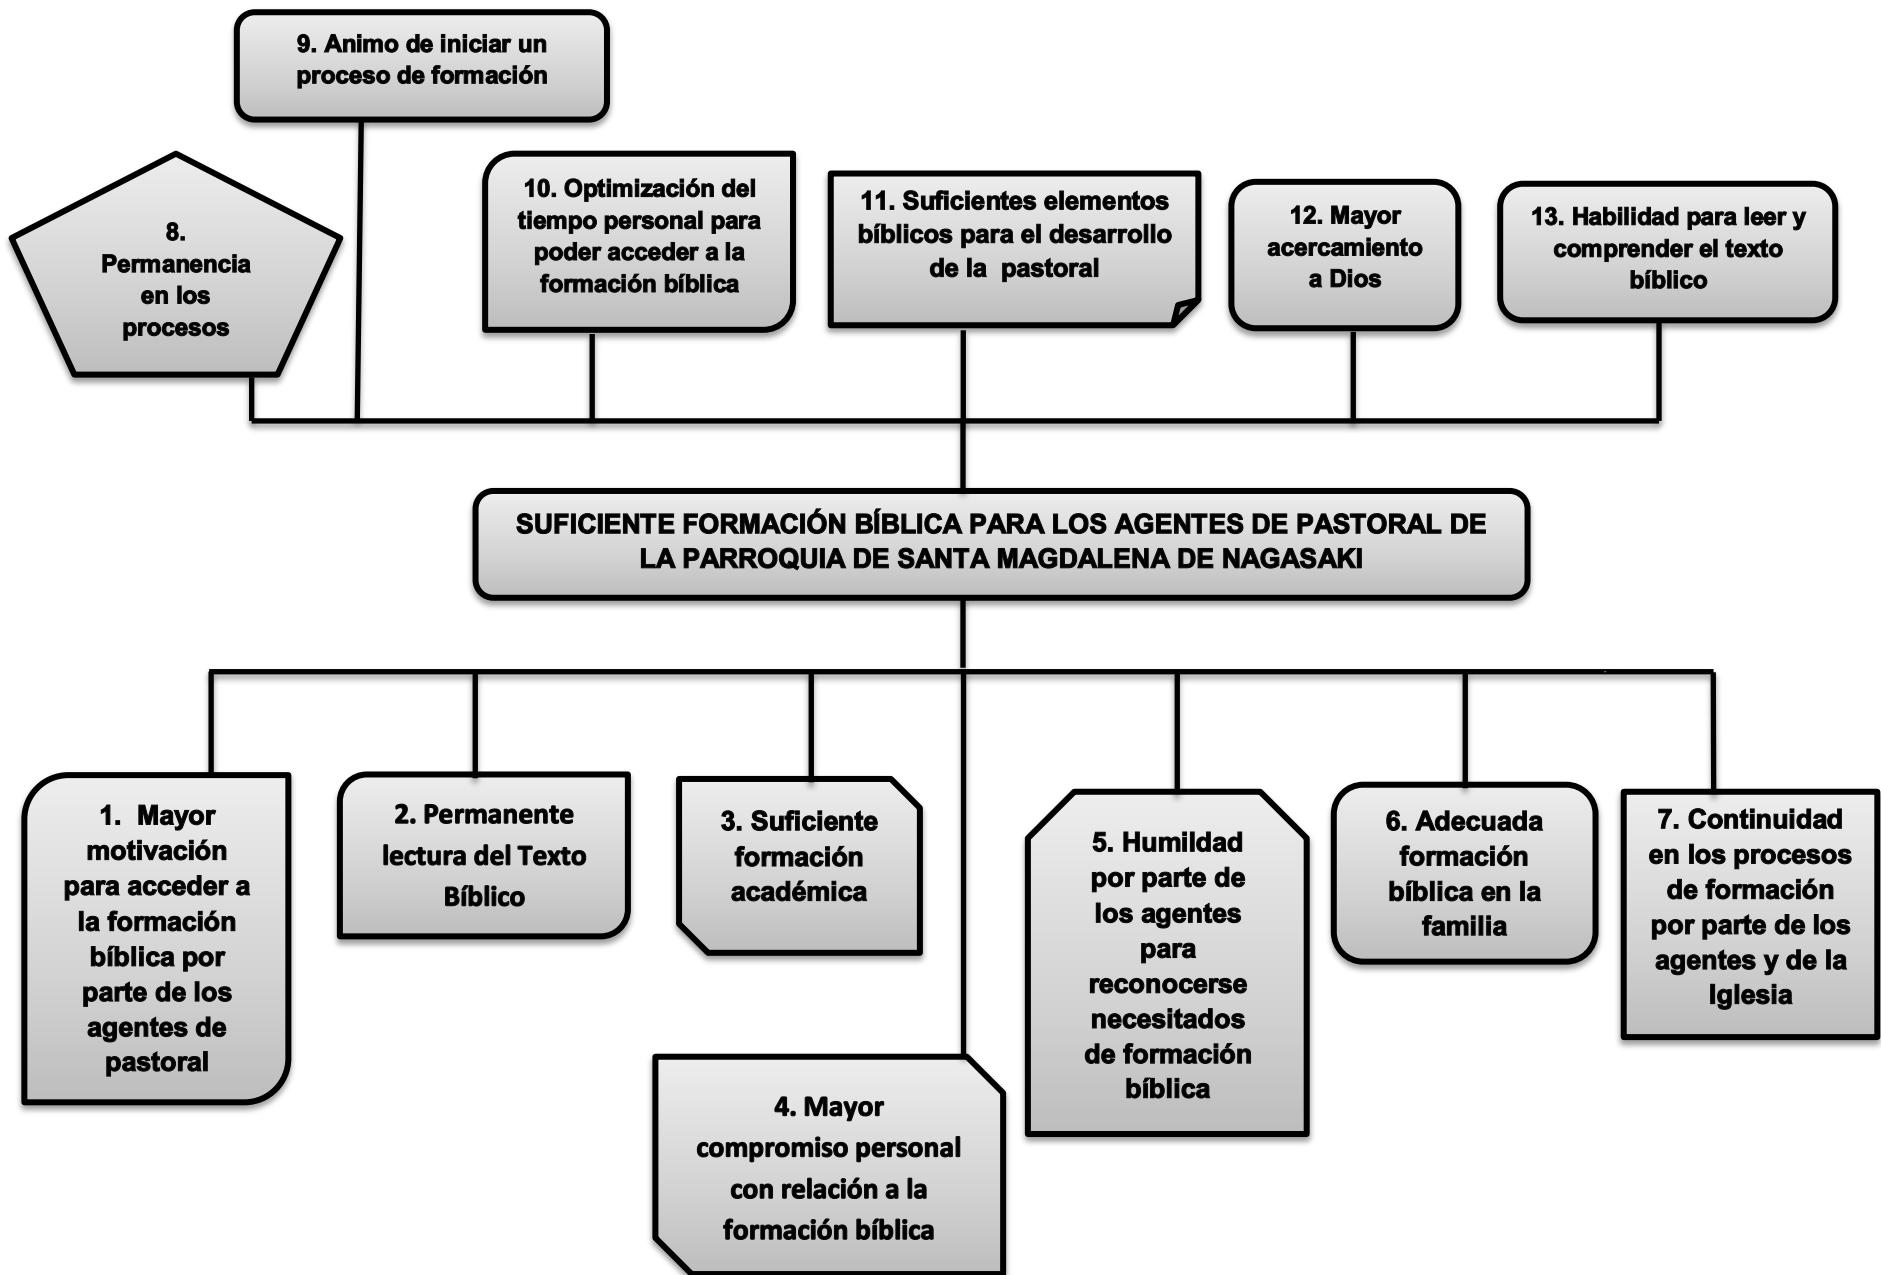 9. Animo de iniciar un
proceso de formación
8.
Permanencia
en los
procesos
10. Optimización del
tiempo personal para
poder acceder a la
formación bíblica
11. Suficientes elementos
bíblicos para el desarrollo
de la pastoral
12. Mayor
acercamiento
a Dios
13. Habilidad para leer y
comprender el texto
bíblico
SUFICIENTE FORMACIÓN BÍBLICA PARA LOS AGENTES DE PASTORAL DE
LA PARROQUIA DE SANTA MAGDALENA DE NAGASAKI
1. Mayor
motivación
para acceder a
la formación
bíblica por
parte de los
agentes de
pastoral
2. Permanente
lectura del Texto
Bíblico
3. Suficiente
formación
académica
4. Mayor
compromiso personal
con relación a la
formación bíblica
5. Humildad
por parte de
los agentes
para
reconocerse
necesitados
de formación
bíblica
6. Adecuada
formación
bíblica en la
familia
7. Continuidad
en los procesos
de formación
por parte de los
agentes y de la
Iglesia